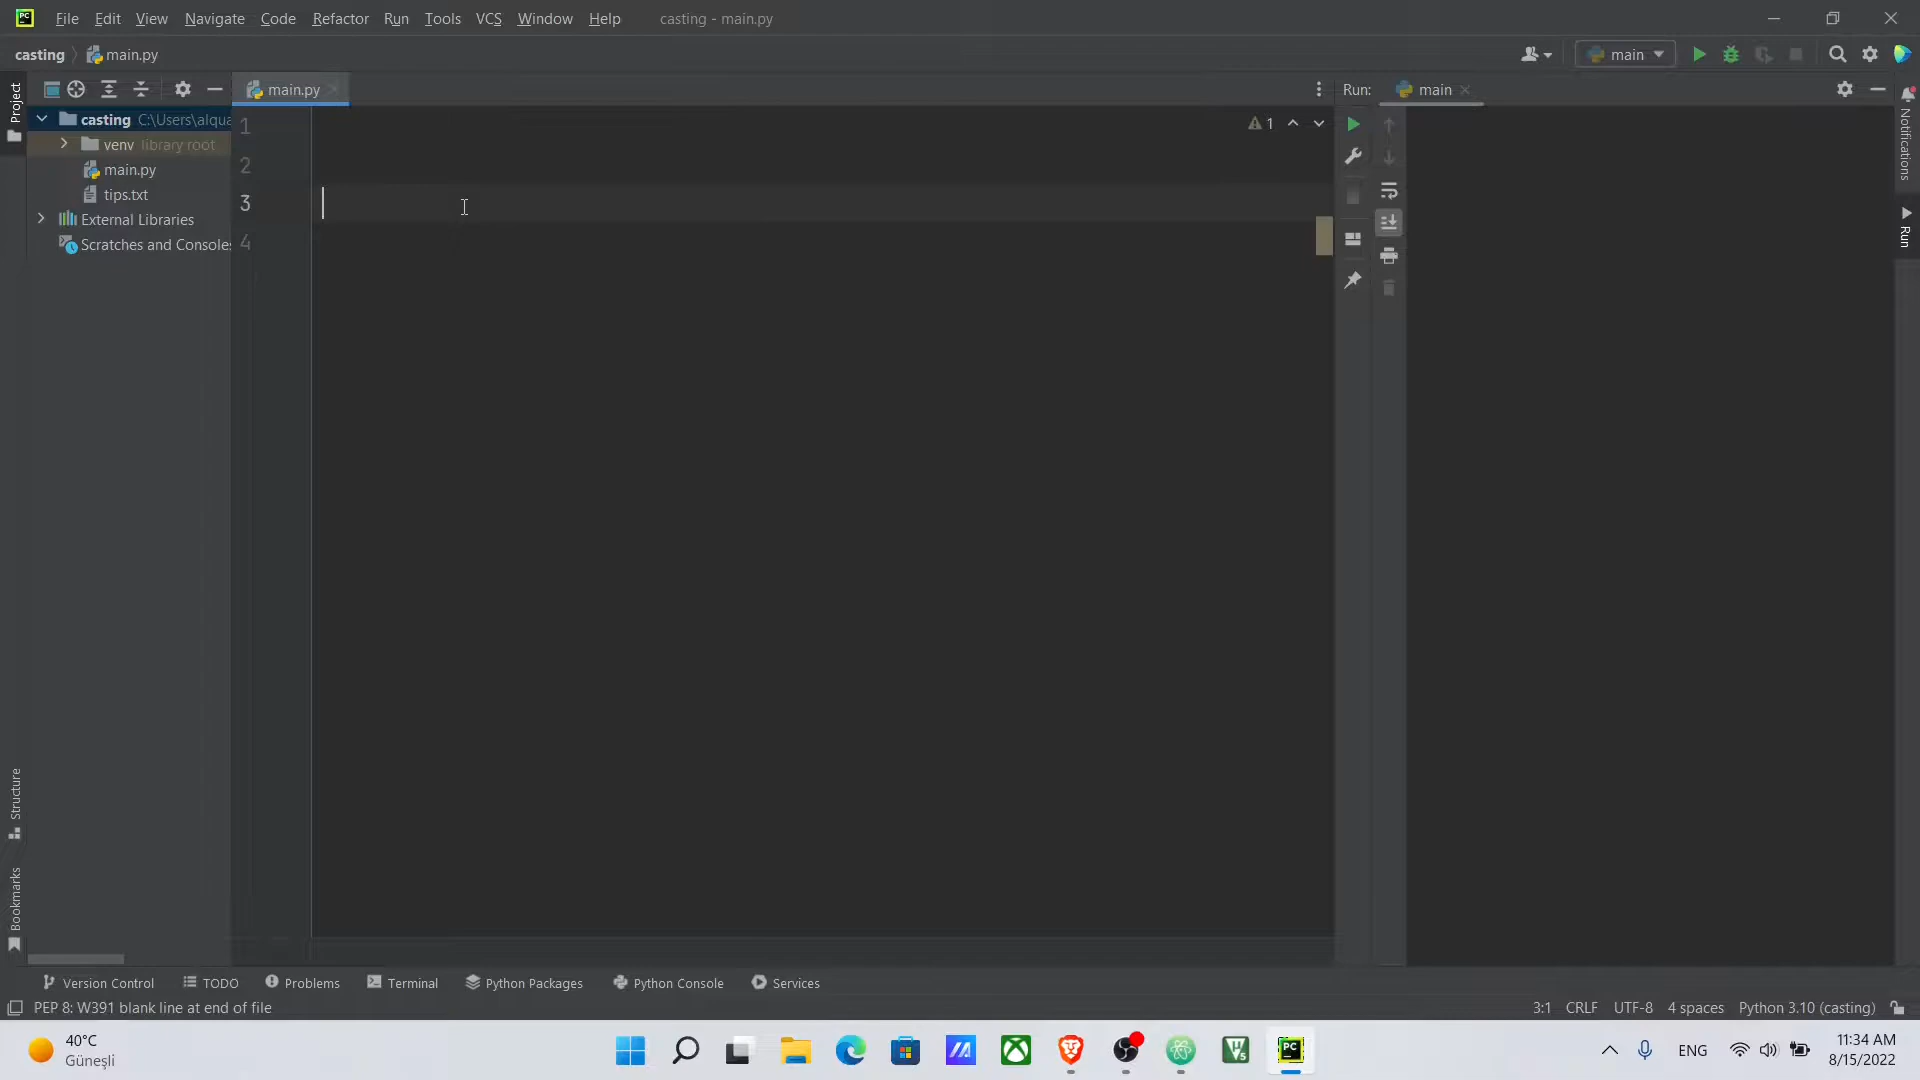 PC File Edit View Navigate Code Refactor Run Tools VCS Window Help casting - main.py
casting main.py main
Project main.py Run: main
Notifications
casting C:\Users\alqua
1
1
venv library root
2
main.py
tips.txt
3
External Libraries
Run
Scratches and Consoles
4
Structure
Bookmarks
Version Control TODO Problems Terminal Python Packages Python Console Services
PEP 8: W391 blank line at end of file 3:1 CRLF UTF-8 4 spaces Python 3.10 (casting)
40°C
Güneşli
PC
ENG
11:34 AM
8/15/2022